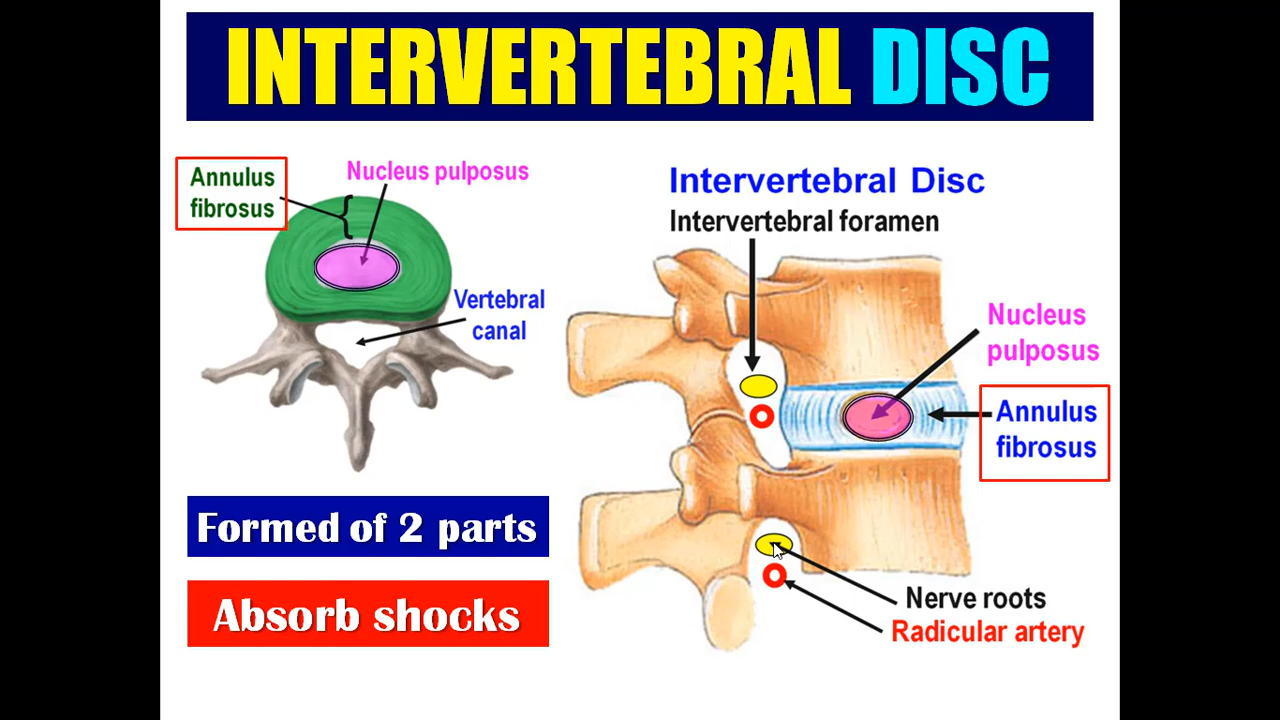 INTERVERTEBRAL DISC
Annulus
fibrosus
Nucleus pulposus
Vertebral
canal
Formed of 2 parts
Absorb shocks
Intervertebral Disc
Intervertebral foramen
Nucleus
pulposus
Annulus
fibrosus
Nerve roots
Radicular artery